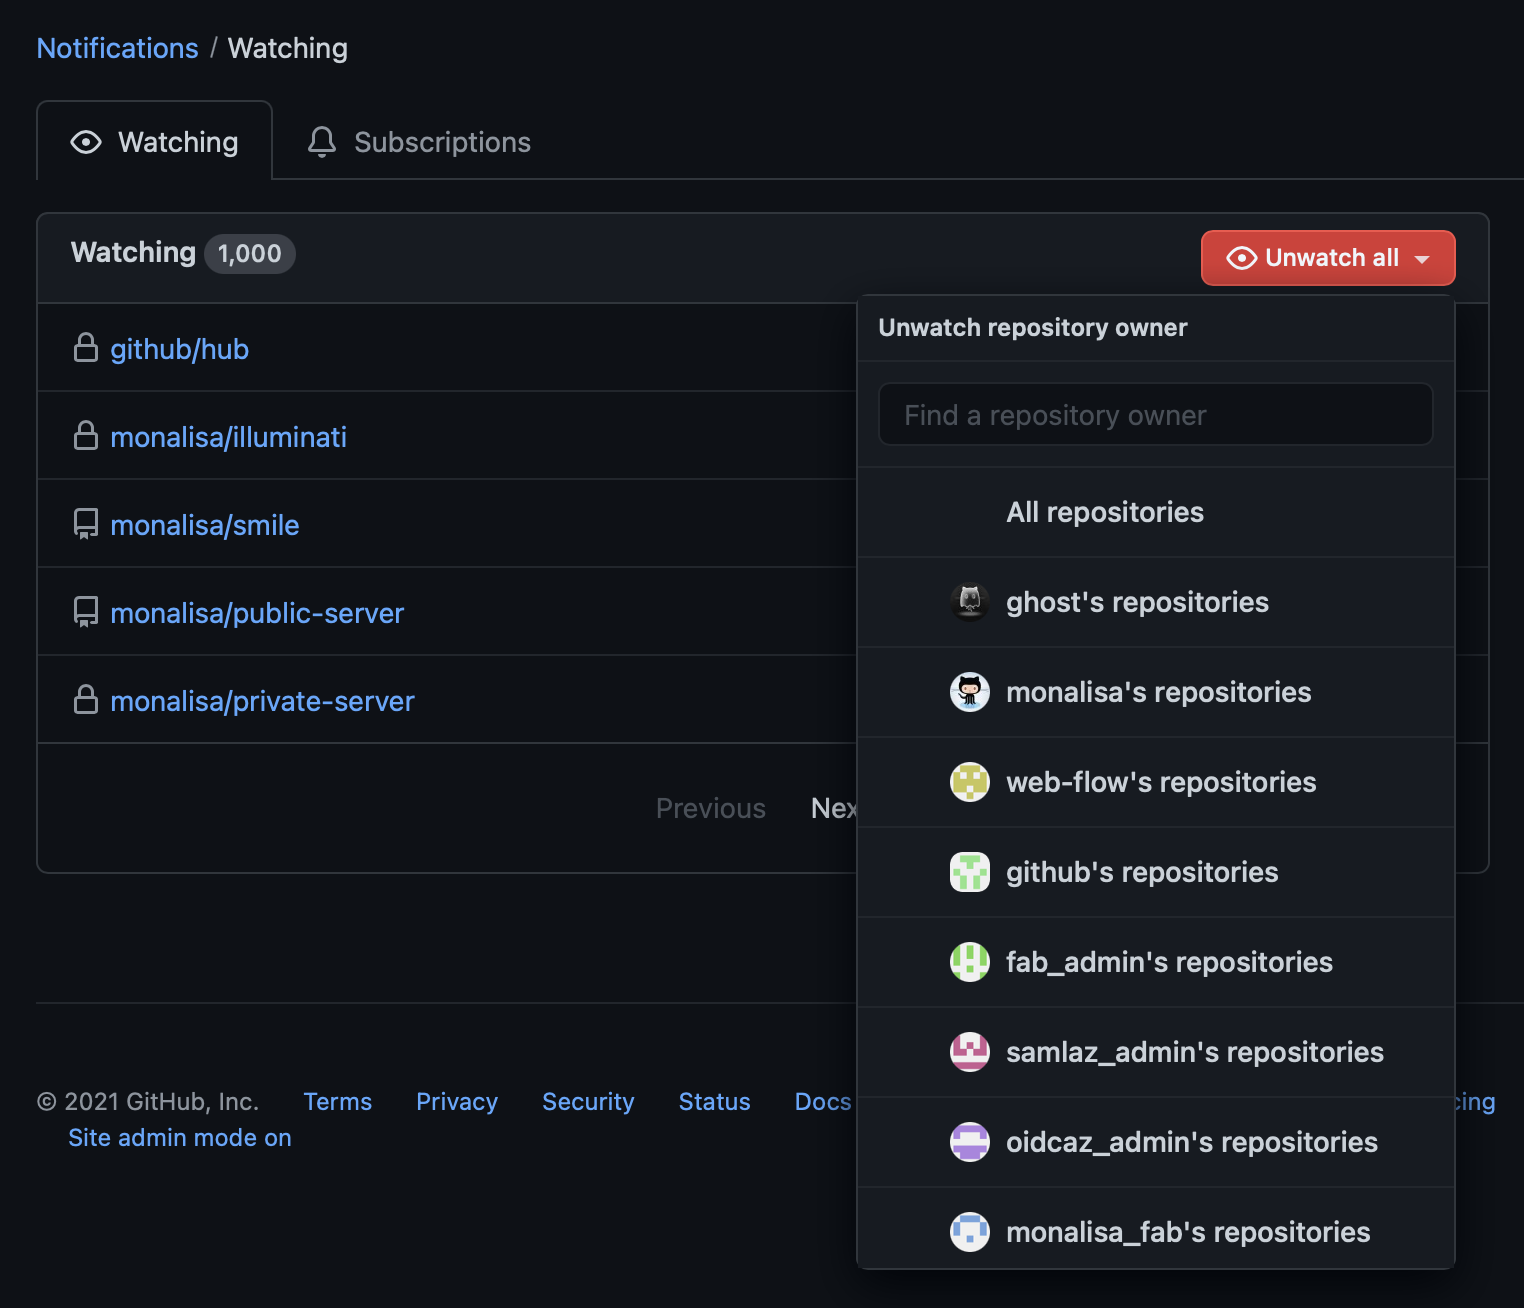 Notifications / Watching
Watching
Subscriptions
Watching 1,000
Unwatch all
github/hub
monalisa/illuminati
monalisa/smile
monalisa/public-server
monalisa/private-server
Previous
Unwatch repository owner
Find a repository owner
All repositories
ghost's repositories
monalisa's repositories
web-flow's repositories
github's repositories
fab_admin's repositories
samlaz_admin's repositories
oidcaz_admin's repositories
monalisa_fab's repositories
© 2021 GitHub, Inc. Terms Privacy Security Status Docs
Site admin mode on